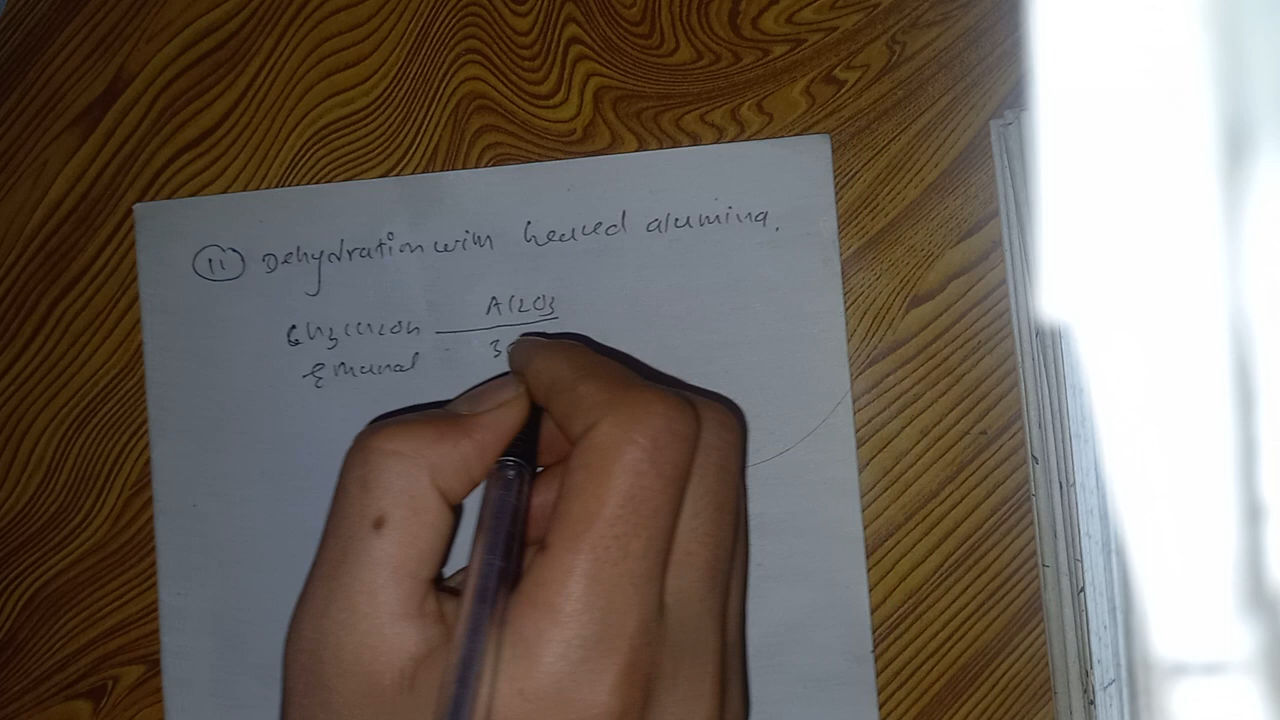 11 Dehydration with heated alumina.
Al2O3
CH3CH2OH
Ethanol 3